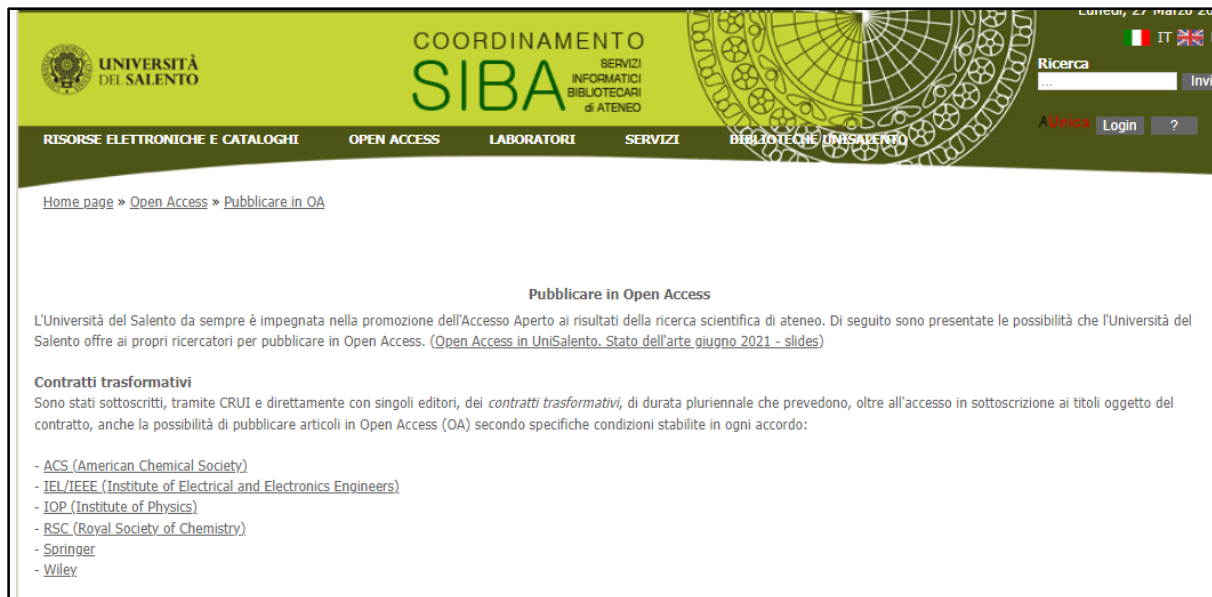 Lunedì, 27 Marzo
IT
UNIVERSITÀ
DEL SALENTO
COORDINAMENTO
SIBA
SERVIZI
INFORMATICI
BIBLIOTECARI
di ATENEO
Ricerca
...
Invi
AUnica Login ?
RISORSE ELETTRONICHE E CATALOGHI OPEN ACCESS LABORATORI SERVIZI BIBLIOTECHE UNISALENTO
Home page » Open Access » Pubblicare in OA
Pubblicare in Open Access
L'Università del Salento da sempre è impegnata nella promozione dell'Accesso Aperto ai risultati della ricerca scientifica di ateneo. Di seguito sono presentate le possibilità che l'Università del
Salento offre ai propri ricercatori per pubblicare in Open Access. (Open Access in UniSalento. Stato dell'arte giugno 2021 - slides)
Contratti trasformativi
Sono stati sottoscritti, tramite CRUI e direttamente con singoli editori, dei contratti trasformativi, di durata pluriennale che prevedono, oltre all'accesso in sottoscrizione ai titoli oggetto del
contratto, anche la possibilità di pubblicare articoli in Open Access (OA) secondo specifiche condizioni stabilite in ogni accordo:
- ACS (American Chemical Society)
- IEL/IEEE (Institute of Electrical and Electronics Engineers)
- IOP (Institute of Physics)
- RSC (Royal Society of Chemistry)
- Springer
- Wiley